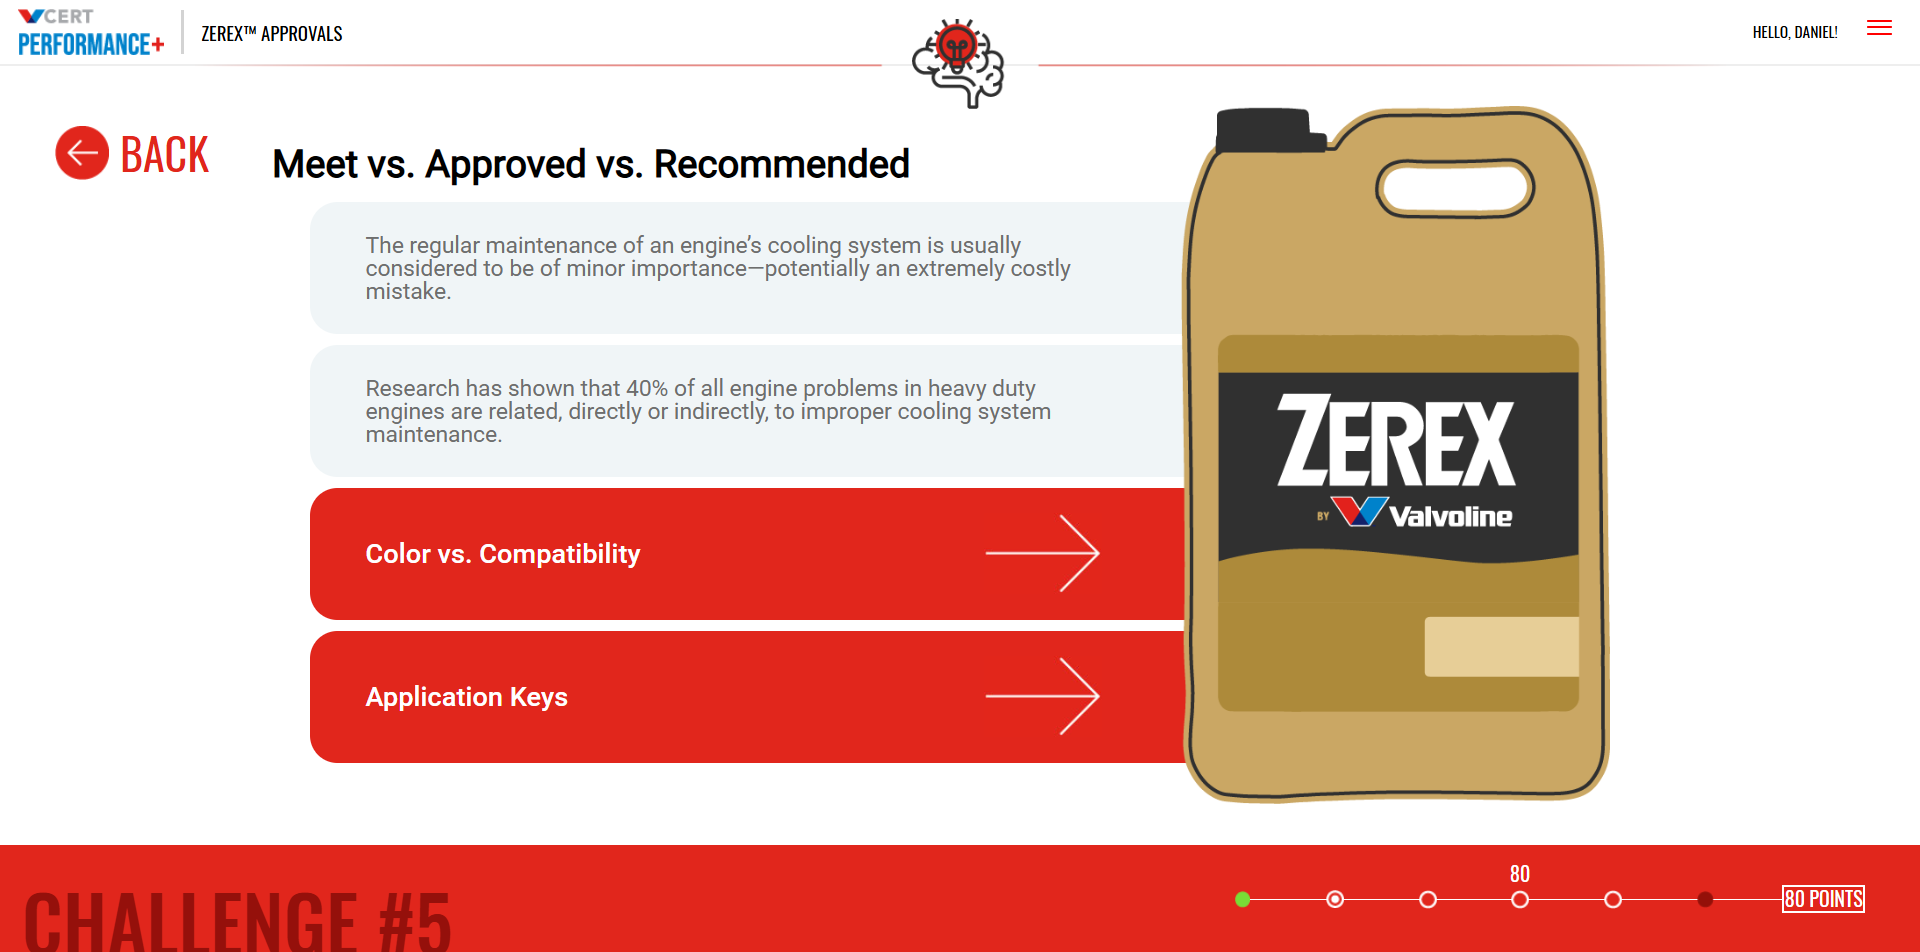 VCERT
PERFORMANCE+
ZEREX™ APPROVALS
HELLO, DANIEL!
BACK
Meet vs. Approved vs. Recommended
The regular maintenance of an engine’s cooling system is usually
considered to be of minor importance—potentially an extremely costly
mistake.
Research has shown that 40% of all engine problems in heavy duty
engines are related, directly or indirectly, to improper cooling system
maintenance.
Color vs. Compatibility
Application Keys
ZEREX
BY Valvoline
CHALLENGE #5
80
80 POINTS